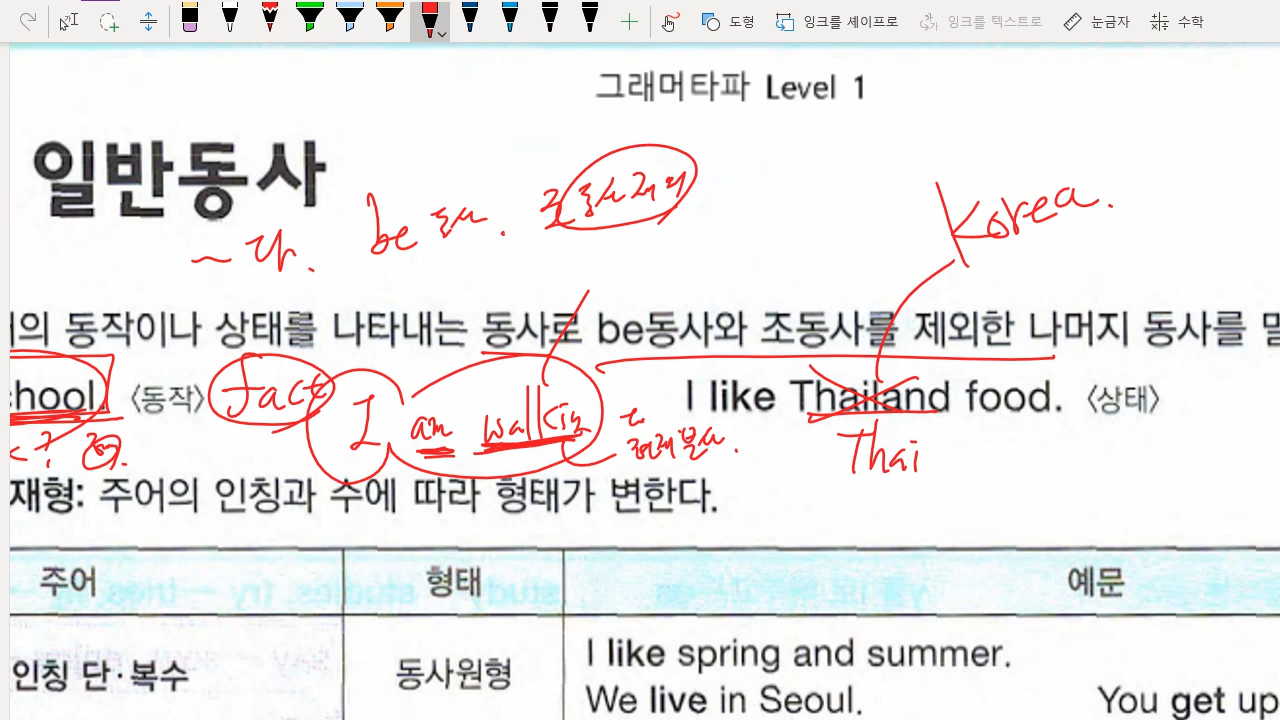 도형 잉크를 셰이프로 잉크를 텍스트로 눈금자 수학
그래머타파 Level 1
일반동사
~ 다. be 동사. 조동사 제외
Korea.
의 동작이나 상태를 나타내는 동사로 be동사와 조동사를 제외한 나머지 동사를
chool. 〈동작〉 fact I am walkin I like Thailand food. 〈상태〉
현재분사. Thai
재형: 주어의 인칭과 수에 따라 형태가 변한다.
주어 형태 예문
인칭 단·복수 동사원형 I like spring and summer.
We live in Seoul. You get up